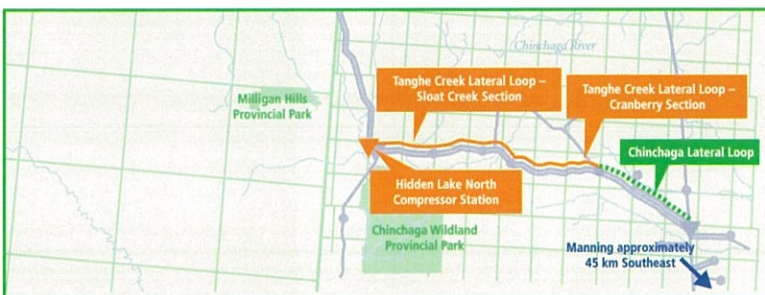 Chinchaga River
Tanghe Creek Lateral Loop –
Sloat Creek Section
Tanghe Creek Lateral Loop –
Cranberry Section
Milligan Hills
Provincial Park
Chinchaga Lateral Loop
Hidden Lake North
Compressor Station
Chinchaga Wildland
Provincial Park
Manning approximately
45 km Southeast